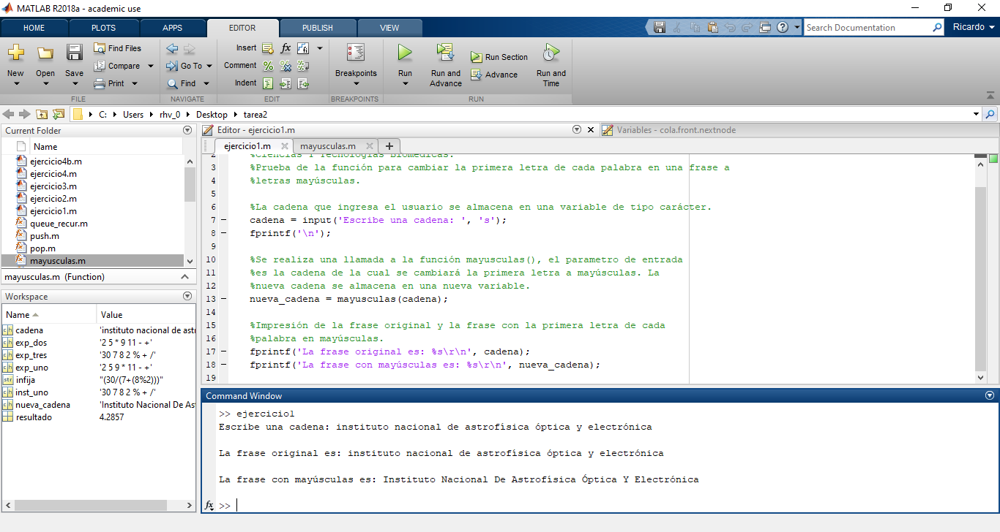 MATLAB R2018a - academic use
HOME PLOTS APPS EDITOR PUBLISH VIEW
Search Documentation
Ricardo
New
Open
Save
Find Files
Compare
Print
FILE
Go To
Find
NAVIGATE
Insert
Comment
Indent
EDIT
Breakpoints
BREAKPOINTS
Run
Run and Advance
Run Section
Advance
Run and Time
RUN
C: Users rhv_0 Desktop tarea2
Current Folder
Name
ejercicio4b.m
ejercicio4.m
ejercicio3.m
ejercicio2.m
ejercicio1.m
queue_recur.m
push.m
pop.m
mayusculas.m
mayusculas.m (Function)
Workspace
Name Value
cadena 'instituto nacional de astr
exp_dos '2 5 * 9 11 - +'
exp_tres '30 7 8 2 % + /'
exp_uno '2 5 9 * 11 - +'
infija "(30/(7+(8%2)))"
inst_uno '30 7 8 2 % + /'
nueva_cadena 'Instituto Nacional De As
resultado 4.2857
Editor - ejercicio1.m
Variables - cola.front.nextnode
ejercicio1.m mayusculas.m
2 %Ciencias Y Tecnologías Biomédicas.
3 %Prueba de la función para cambiar la primera letra de cada palabra en una frase a
4 %letras mayúsculas.
5
6 %La cadena que ingresa el usuario se almacena en una variable de tipo carácter.
7 – cadena = input('Escribe una cadena: ', 's');
8 – fprintf('\n');
9
10 %Se realiza una llamada a la función mayusculas(), el parametro de entrada
11 %es la cadena de la cual se cambiará la primera letra a mayúsculas. La
12 %nueva cadena se almacena en una nueva variable.
13 – nueva_cadena = mayusculas(cadena);
14
15 %Impresión de la frase original y la frase con la primera letra de cada
16 %palabra en mayúsculas.
17 – fprintf('La frase original es: %s\r\n', cadena);
18 – fprintf('La frase con mayúsculas es: %s\r\n', nueva_cadena);
19
Command Window
>> ejercicio1
Escribe una cadena: instituto nacional de astrofísica óptica y electrónica
La frase original es: instituto nacional de astrofísica óptica y electrónica
La frase con mayúsculas es: Instituto Nacional De Astrofísica Óptica Y Electrónica
fx >>